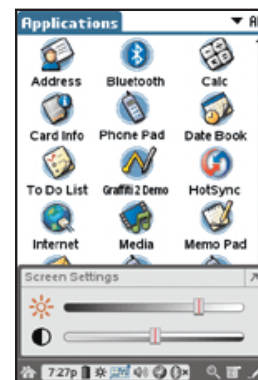 Applications
Al
Address Bluetooth Calc
Card Info Phone Pad Date Book
To Do List Graffiti 2 Demo HotSync
Internet Media Memo Pad
Screen Settings
7:27p